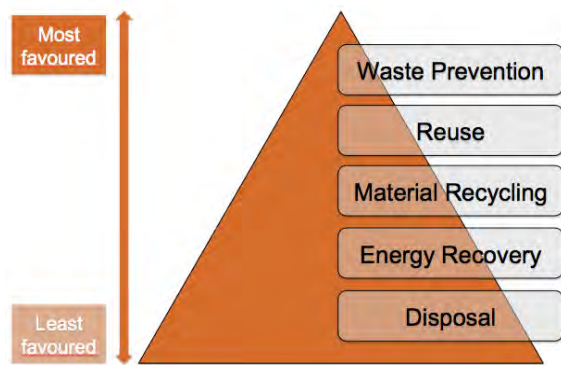 Most
favoured
Waste Prevention
Reuse
Material Recycling
Energy Recovery
Disposal
Least
favoured